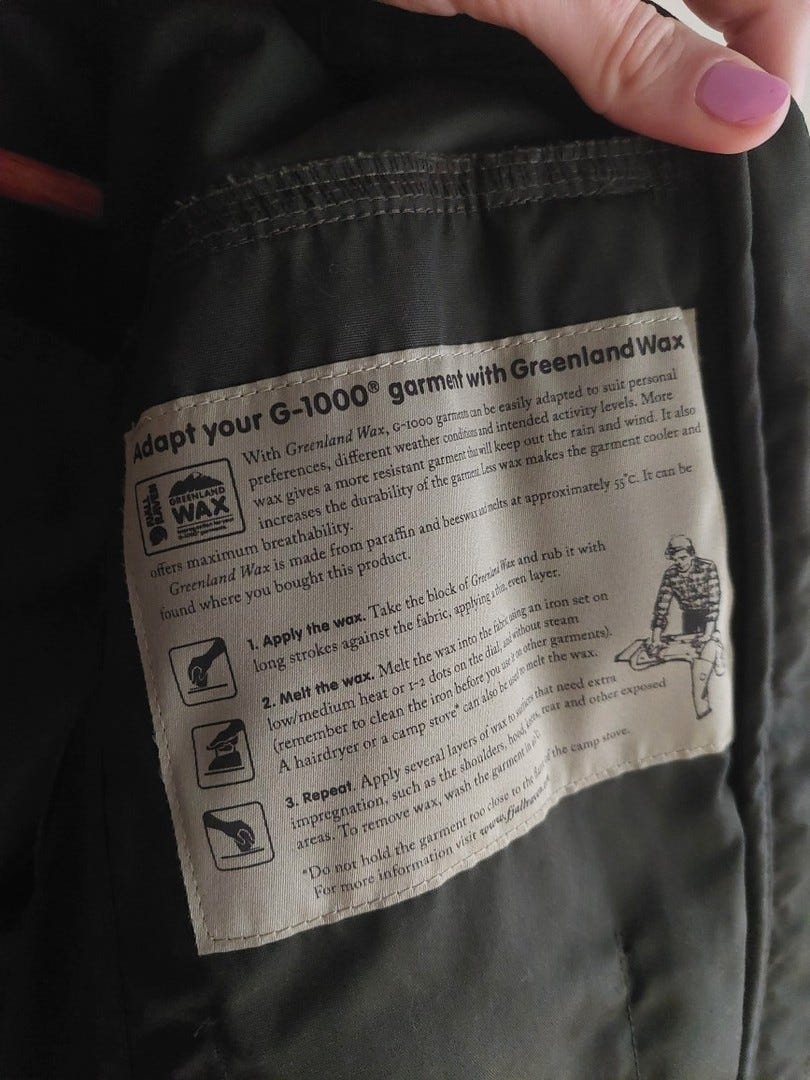 Adapt your G-1000® garment with Greenland Wax
FJÄLL
RÄVEN
GREENLAND
WAX
With Greenland Wax, G-1000 garments can be easily adapted to suit personal
preferences, different weather conditions and intended activity levels. More
wax gives a more resistant garment that will keep out the rain and wind. It also
increases the durability of the garment. Less wax makes the garment cooler and
offers maximum breathability.
Greenland Wax is made from paraffin and beeswax and melts at approximately 55°C. It can be
found where you bought this product.
1. Apply the wax. Take the block of Greenland Wax and rub it with
long strokes against the fabric, applying a thin, even layer.
2. Melt the wax. Melt the wax into the fabric using an iron set on
low/medium heat or 1-2 dots on the dial, and without steam
(remember to clean the iron before you use it on other garments).
A hairdryer or a camp stove* can also be used to melt the wax.
3. Repeat. Apply several layers of wax to surfaces that need extra
impregnation, such as the shoulders, hood, knees, rear and other exposed
areas. To remove wax, wash the garment in
*Do not hold the garment too close to the flame of the camp stove.
For more information visit www.fjallraven